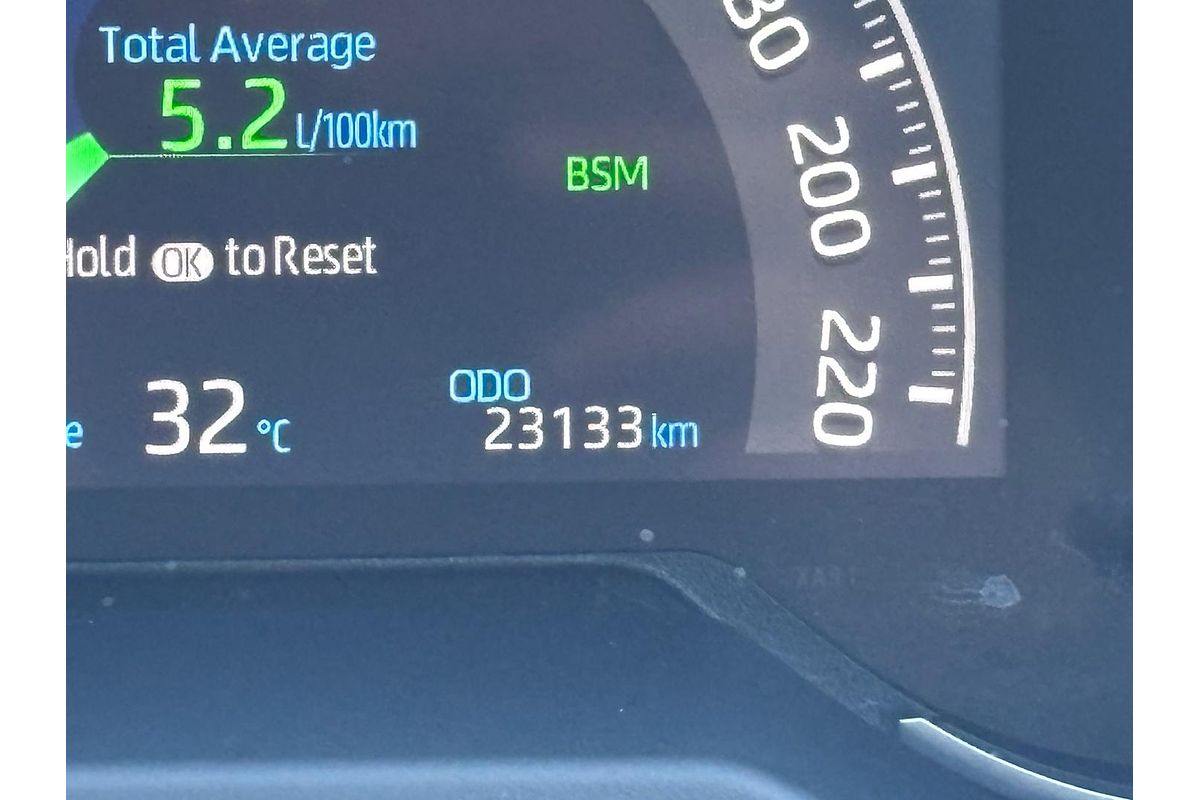 Total Average
5.2 L/100km
BSM
Hold OK to Reset
32 °C
ODO
23133 km
200
220